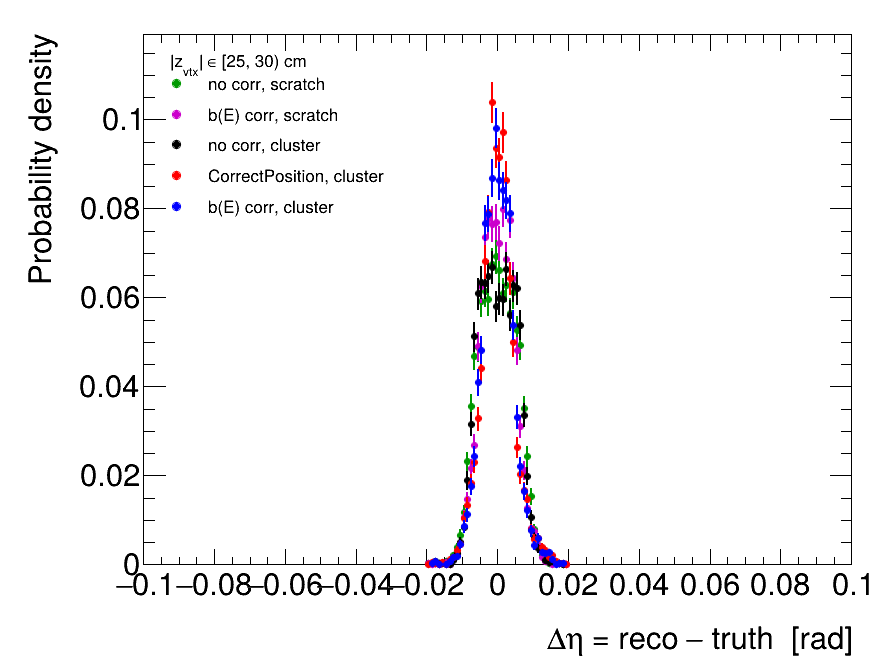 Probability density
|z_vtx| ∈ [25, 30) cm
no corr, scratch
b(E) corr, scratch
no corr, cluster
CorrectPosition, cluster
b(E) corr, cluster
0.1
0.08
0.06
0.04
0.02
0
−0.1 −0.08 −0.06 −0.04 −0.02 0 0.02 0.04 0.06 0.08 0.1
Δη = reco − truth [rad]